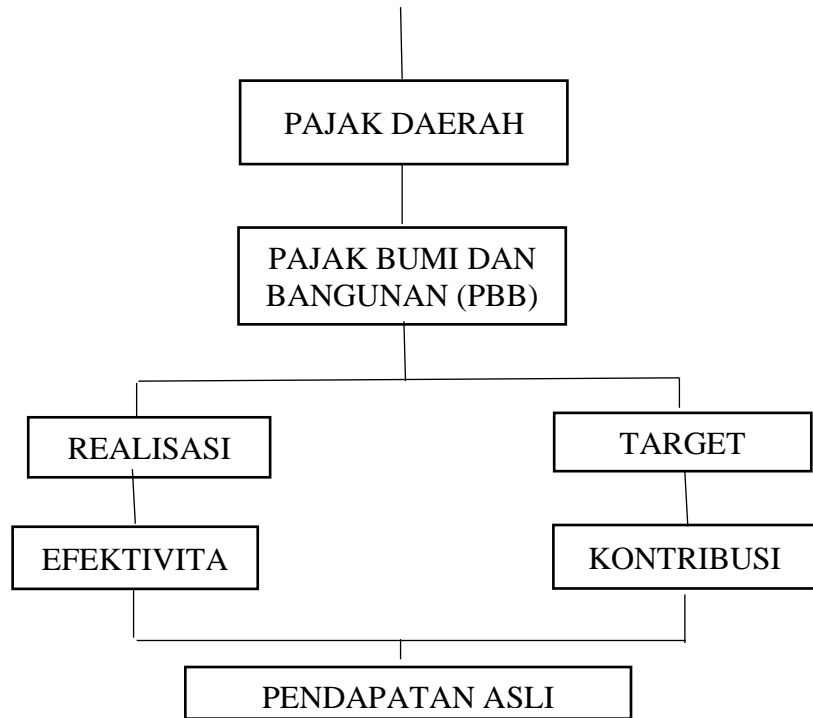 PAJAK DAERAH
PAJAK BUMI DAN
BANGUNAN (PBB)
REALISASI
TARGET
EFEKTIVITA
KONTRIBUSI
PENDAPATAN ASLI